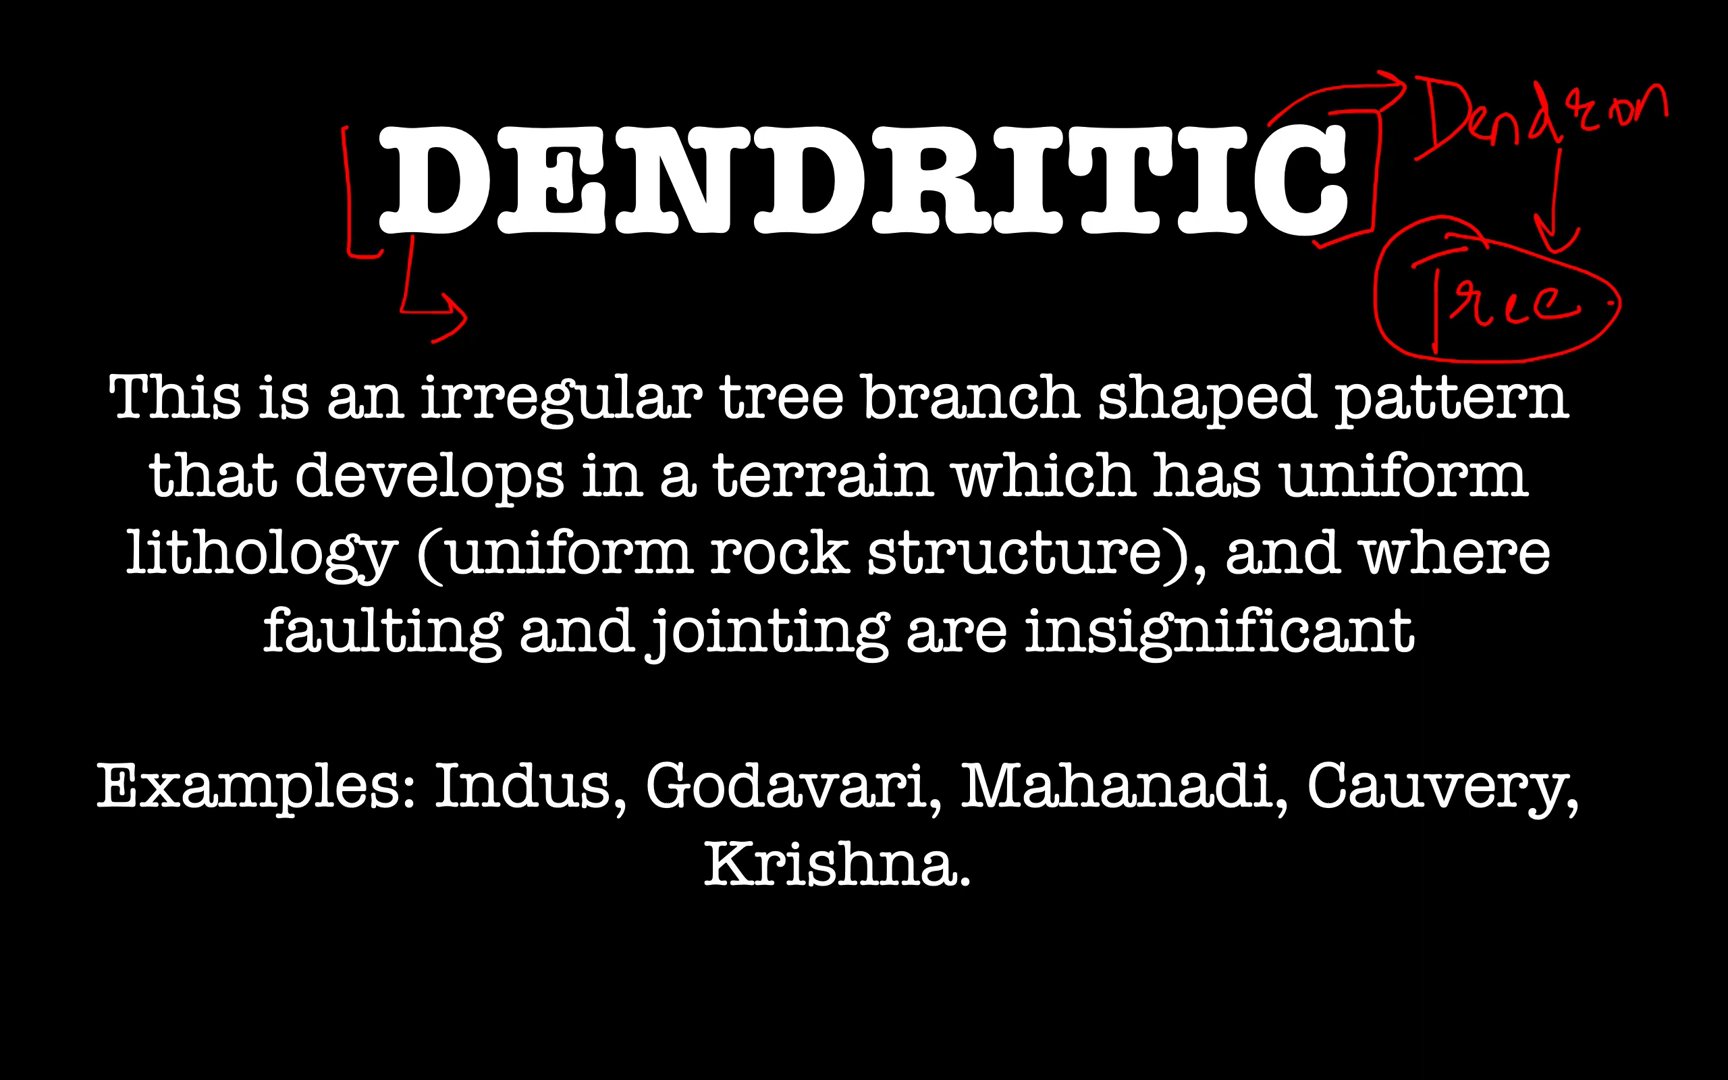 DENDRITIC
Dendron
Tree
This is an irregular tree branch shaped pattern
that develops in a terrain which has uniform
lithology (uniform rock structure), and where
faulting and jointing are insignificant
Examples: Indus, Godavari, Mahanadi, Cauvery,
Krishna.